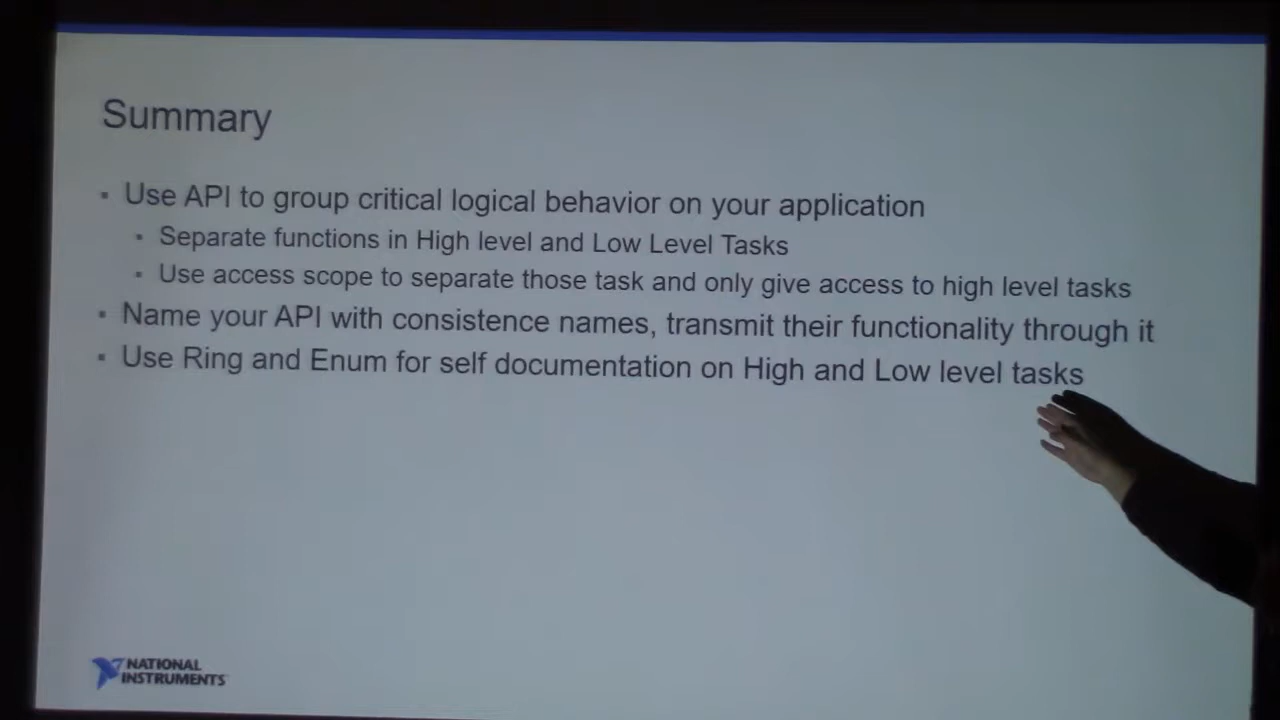 Summary
Use API to group critical logical behavior on your application
Separate functions in High level and Low Level Tasks
Use access scope to separate those task and only give access to high level tasks
Name your API with consistence names, transmit their functionality through it
Use Ring and Enum for self documentation on High and Low level tasks
NATIONAL
INSTRUMENTS